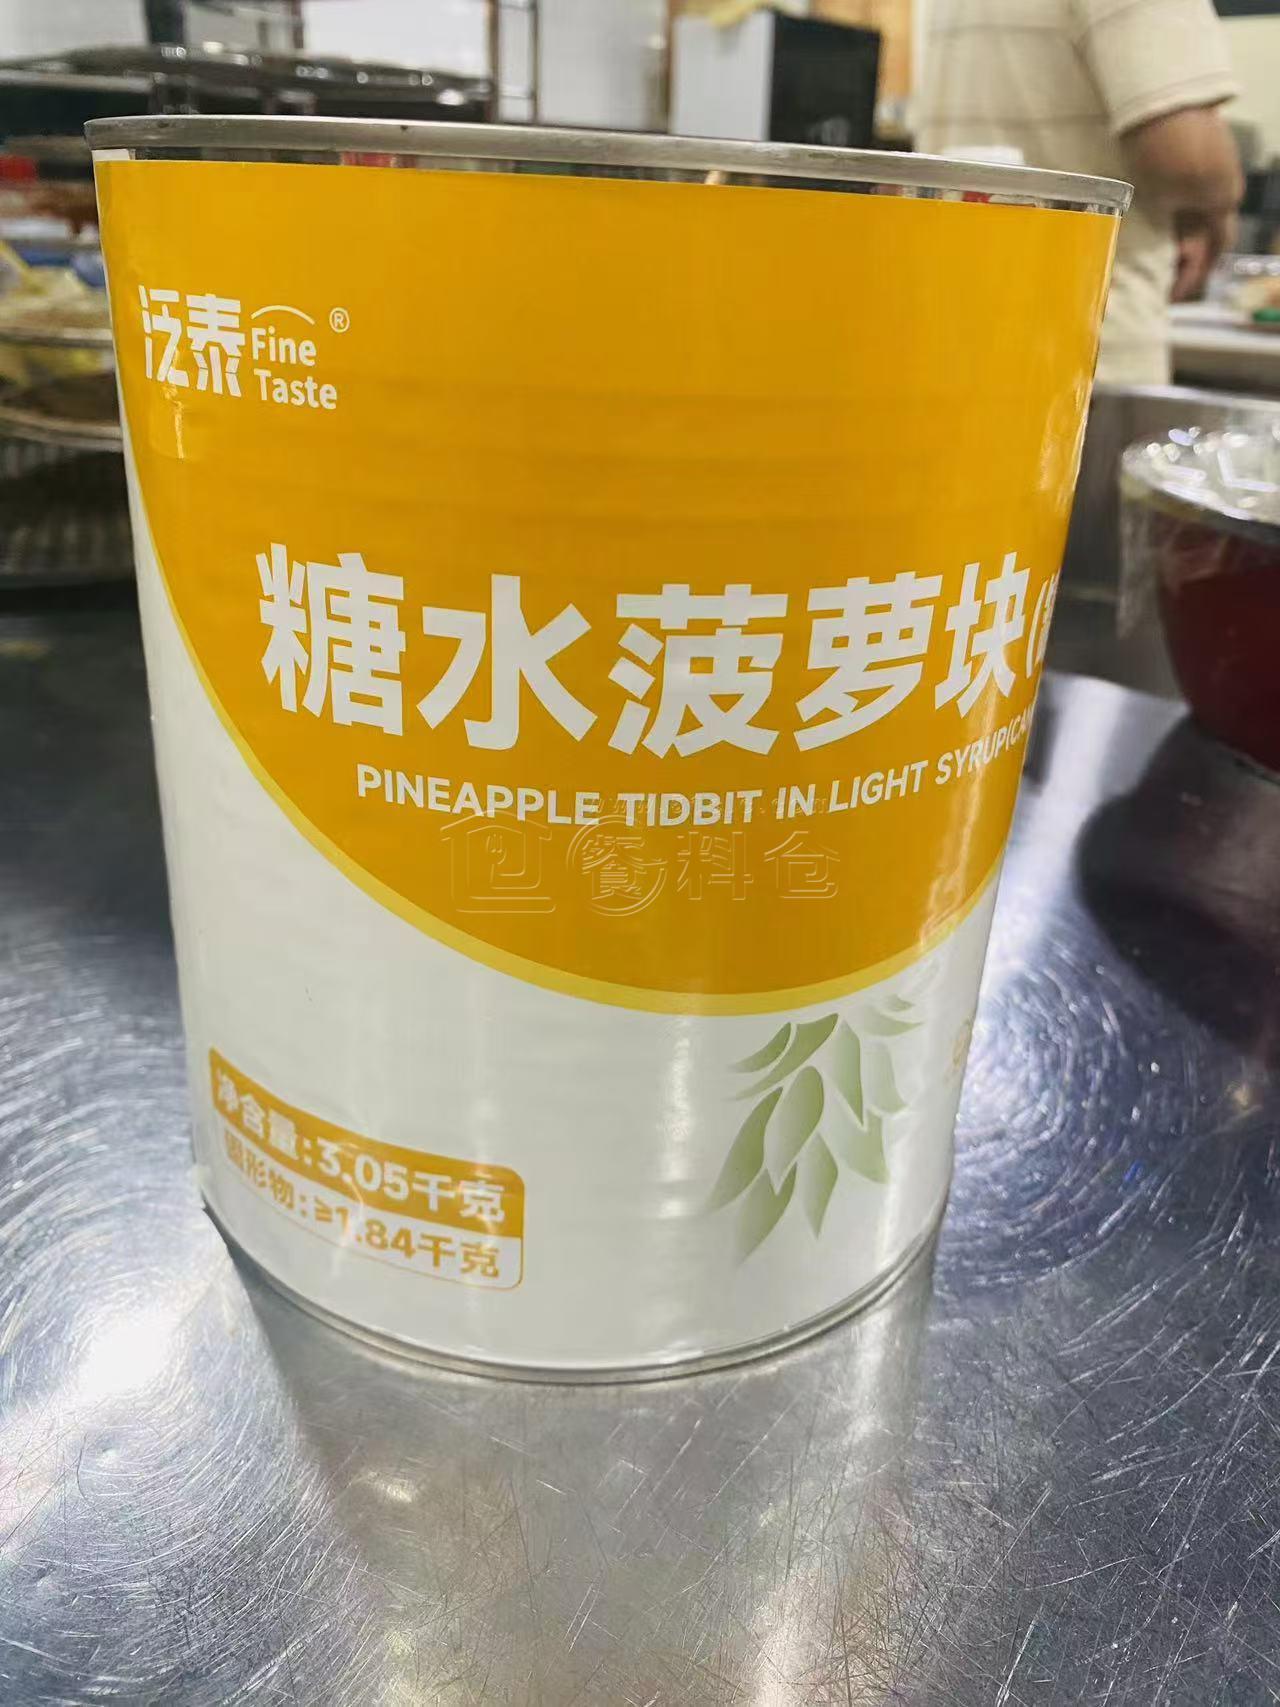 泛泰 Fine Taste ®
糖水菠萝块(
PINEAPPLE TIDBIT IN LIGHT SYRUP(CAN
餐料仓
净含量:3.05千克
固形物:≥1.84千克